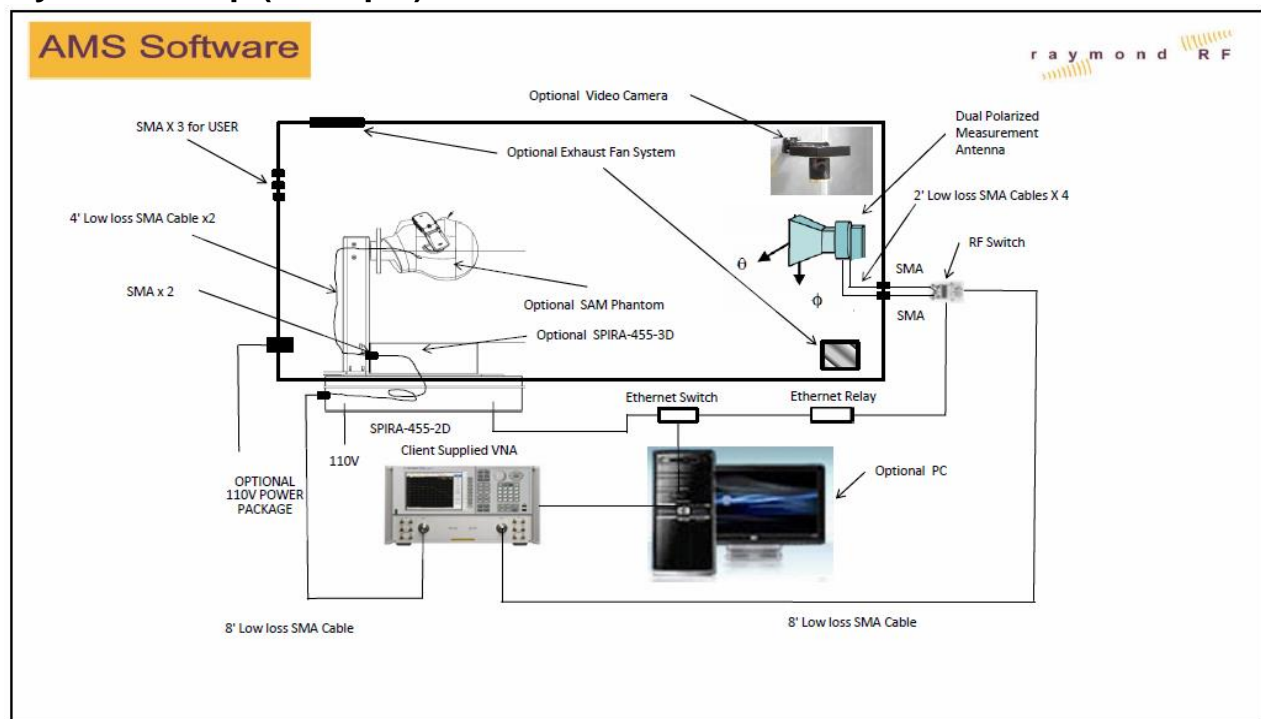 AMS Software
raymond RF
Optional Video Camera
SMA X 3 for USER
Dual Polarized
Measurement
Antenna
Optional Exhaust Fan System
2' Low loss SMA Cables X 4
4' Low loss SMA Cable x2
RF Switch
SMA
θ
SMA x 2
Optional SAM Phantom
ϕ
SMA
Optional SPIRA-455-3D
Ethernet Switch
Ethernet Relay
SPIRA-455-2D
110V
Client Supplied VNA
OPTIONAL
110V POWER
PACKAGE
Optional PC
8' Low loss SMA Cable
8' Low loss SMA Cable